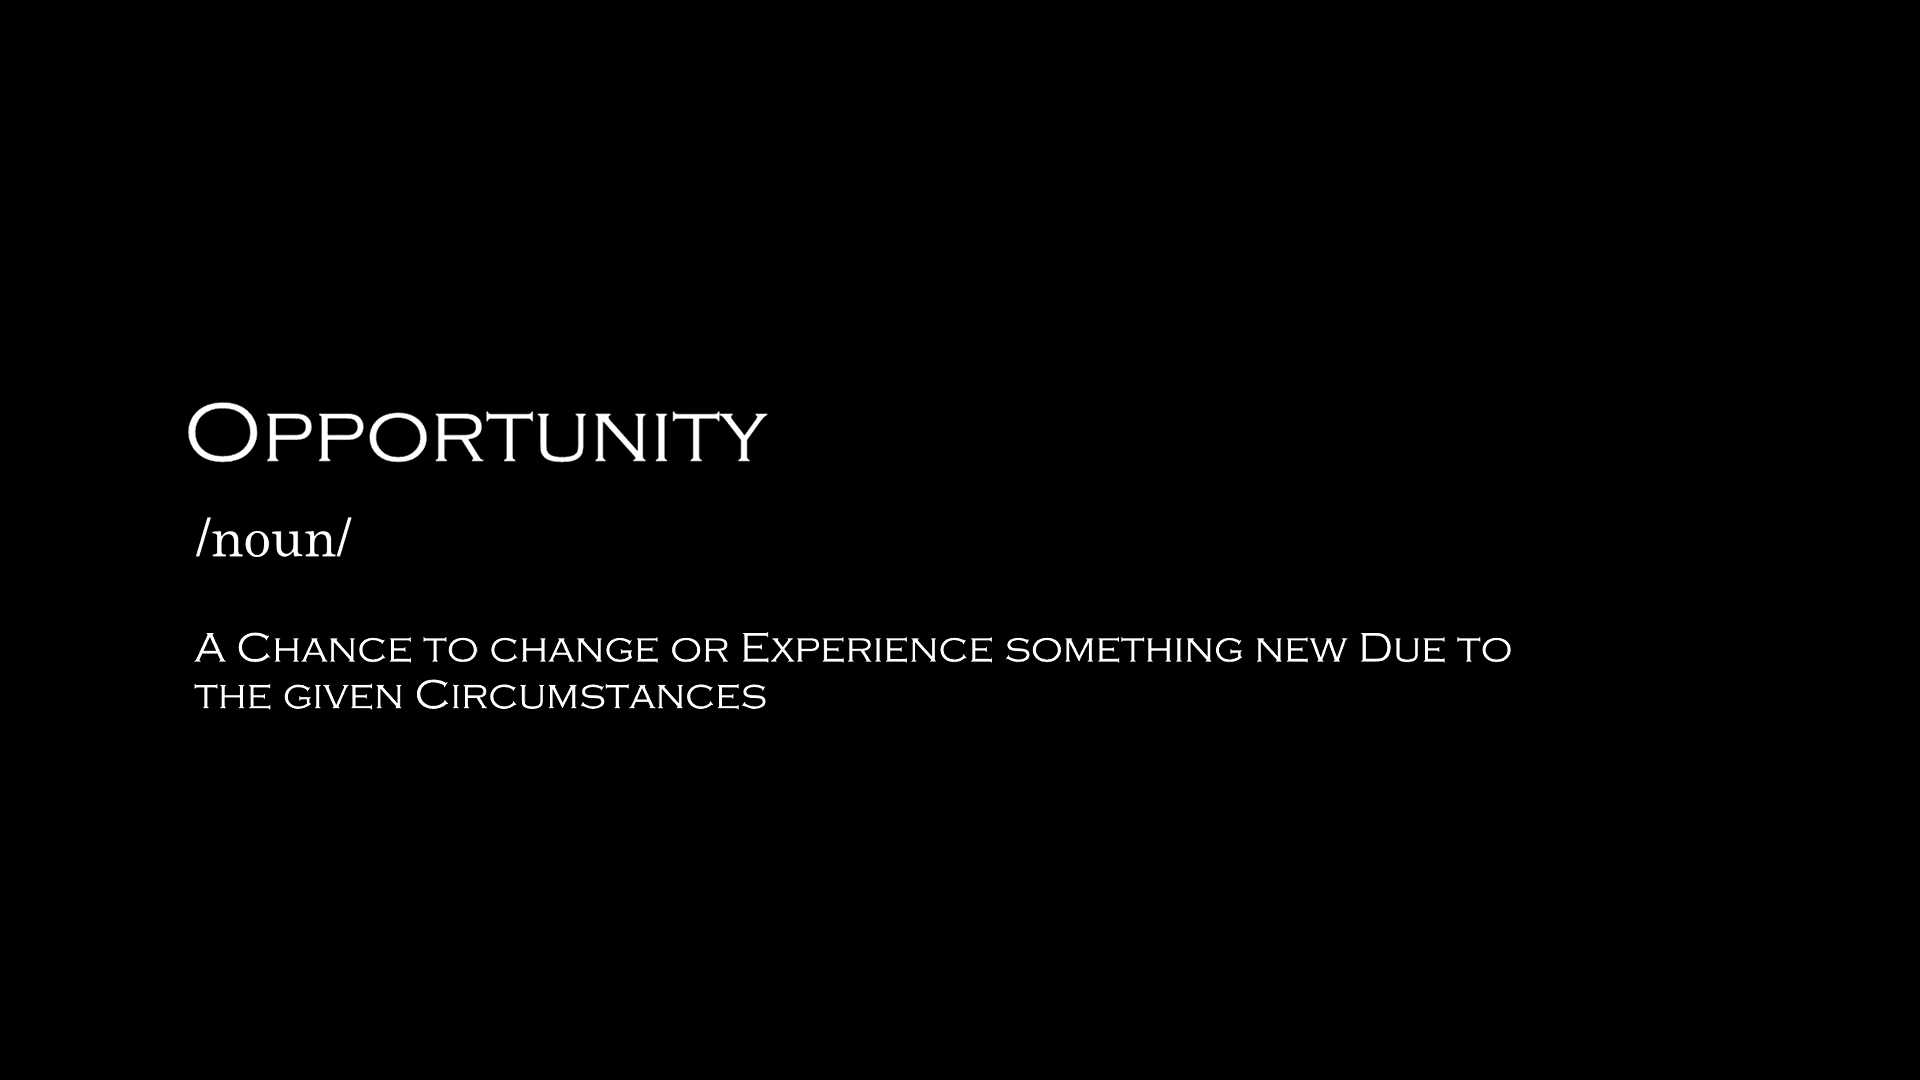 Opportunity
/noun/
A Chance to change or Experience something new Due to
the given Circumstances